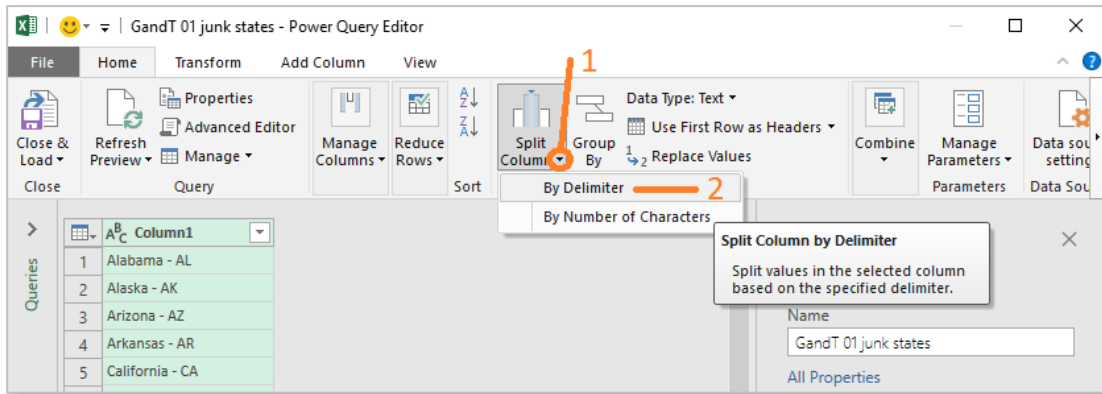 GandT 01 junk states - Power Query Editor
File Home Transform Add Column View
1
Close & Load
Refresh Preview
Properties
Advanced Editor
Manage
Manage Columns
Reduce Rows
A Z
Z A
Split Column
Group By
Data Type: Text
Use First Row as Headers
1 2 Replace Values
Combine
Manage Parameters
Data sou
setting
Close
Query
Sort
Parameters
Data Sou
By Delimiter
2
By Number of Characters
Split Column by Delimiter
Split values in the selected column
based on the specified delimiter.
Queries
ABC Column1
1 Alabama - AL
2 Alaska - AK
3 Arizona - AZ
4 Arkansas - AR
5 California - CA
Name
GandT 01 junk states
All Properties